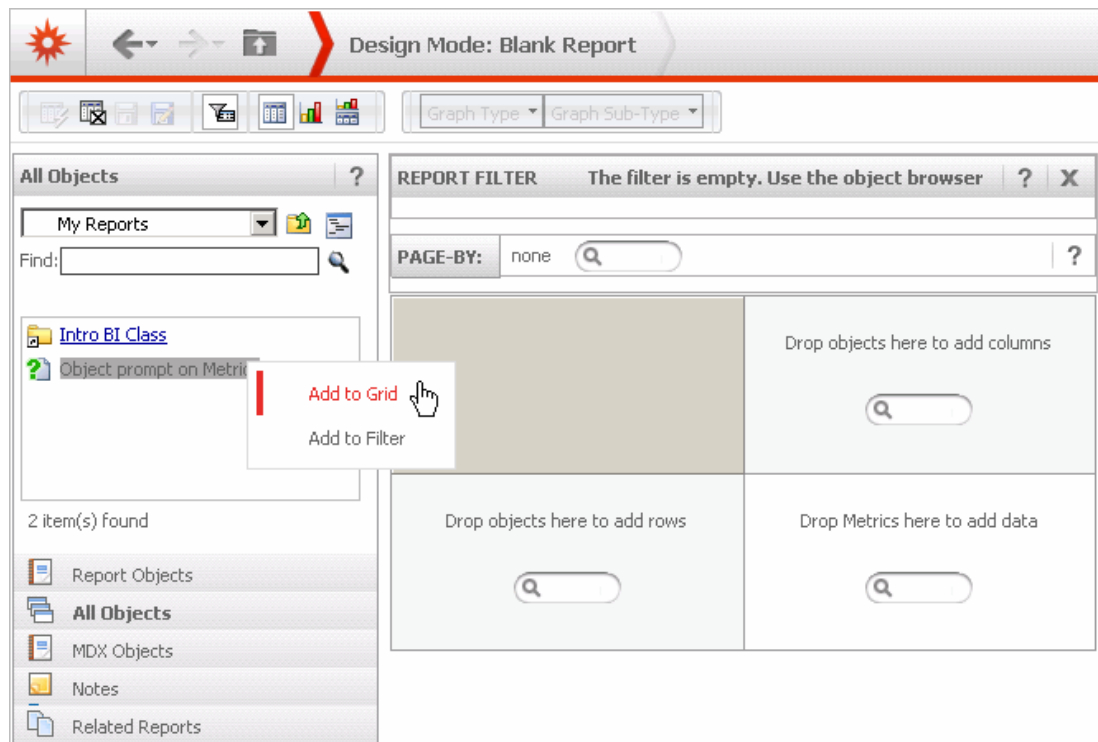 Design Mode: Blank Report
Graph Type
Graph Sub-Type
All Objects
?
My Reports
Find:
Intro BI Class
Object prompt on Metric
Add to Grid
Add to Filter
2 item(s) found
Report Objects
All Objects
MDX Objects
Notes
Related Reports
REPORT FILTER The filter is empty. Use the object browser ? X
PAGE-BY: none ?
Drop objects here to add columns
Drop objects here to add rows
Drop Metrics here to add data